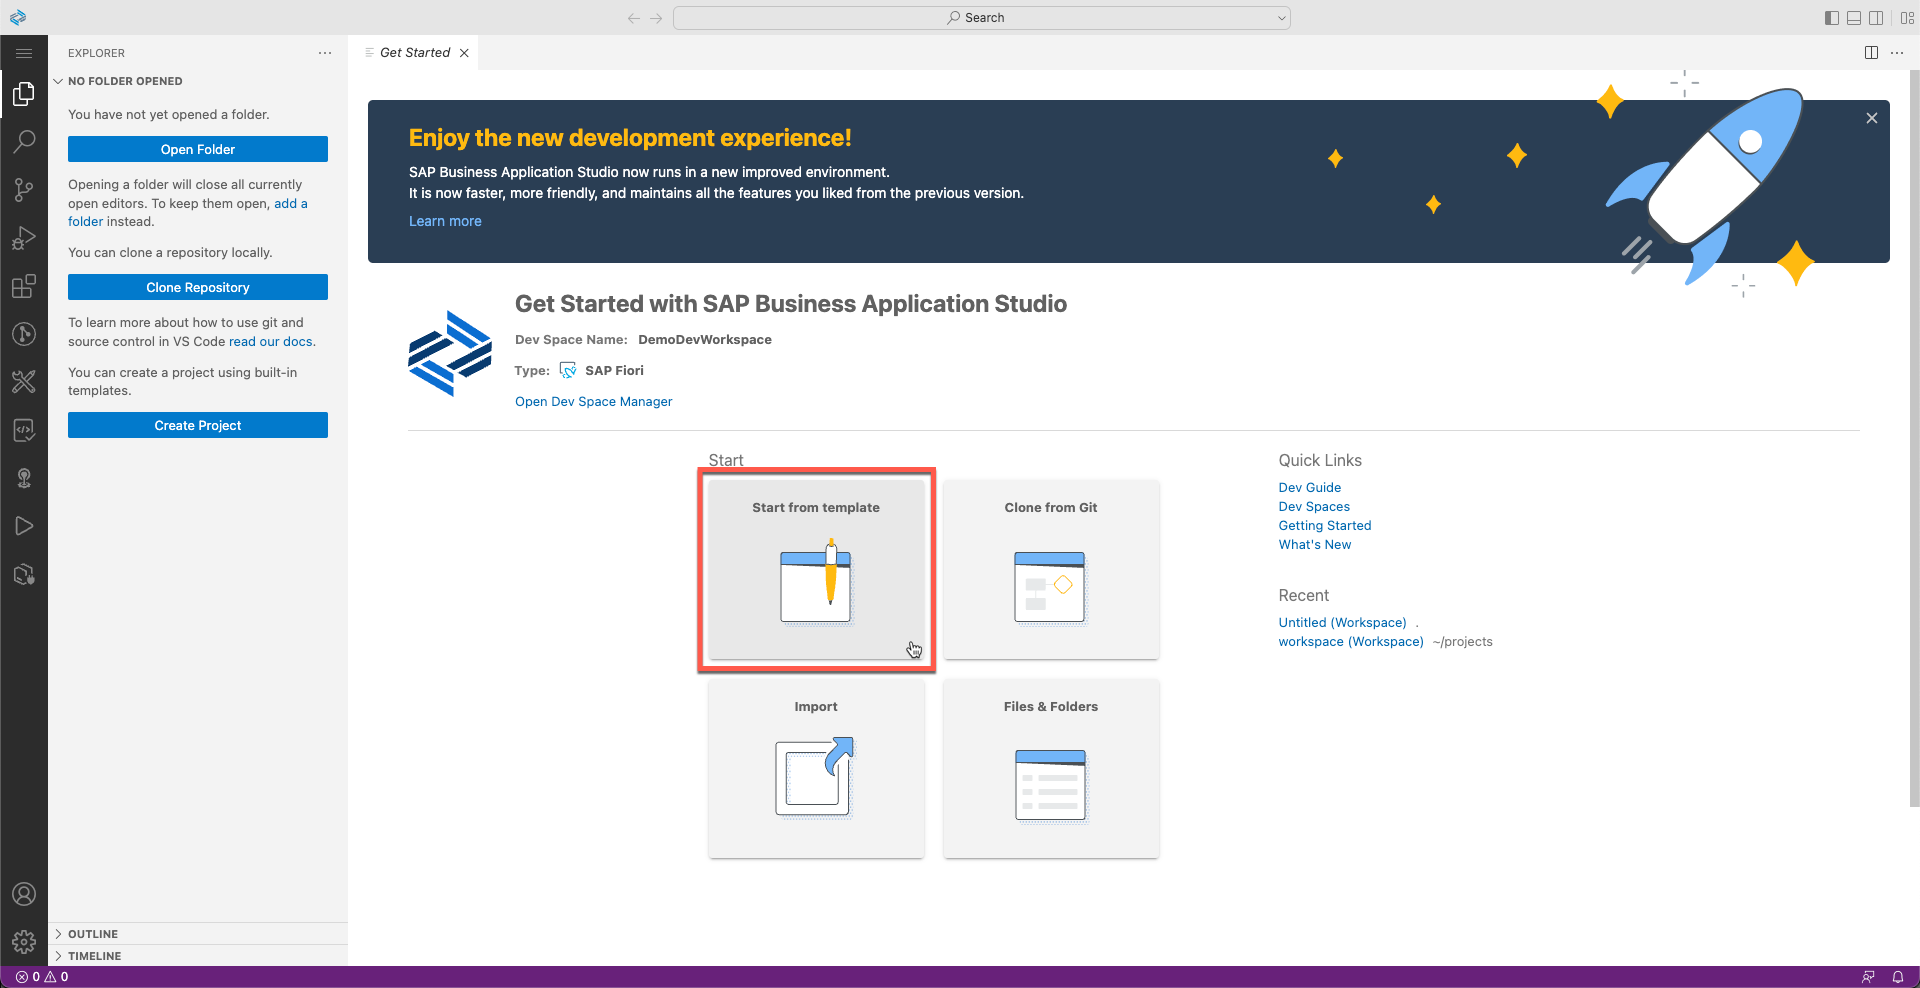 Search
EXPLORER
Get Started
NO FOLDER OPENED
You have not yet opened a folder.
Open Folder
Opening a folder will close all currently
open editors. To keep them open, add a
folder instead.
You can clone a repository locally.
Clone Repository
To learn more about how to use git and
source control in VS Code read our docs.
You can create a project using built-in
templates.
Create Project
OUTLINE
TIMELINE
Enjoy the new development experience!
SAP Business Application Studio now runs in a new improved environment.
It is now faster, more friendly, and maintains all the features you liked from the previous version.
Learn more
Get Started with SAP Business Application Studio
Dev Space Name: DemoDevWorkspace
Type: SAP Fiori
Open Dev Space Manager
Start
Start from template
Clone from Git
Import
Files & Folders
Quick Links
Dev Guide
Dev Spaces
Getting Started
What's New
Recent
Untitled (Workspace) .
workspace (Workspace) ~/projects
0 0